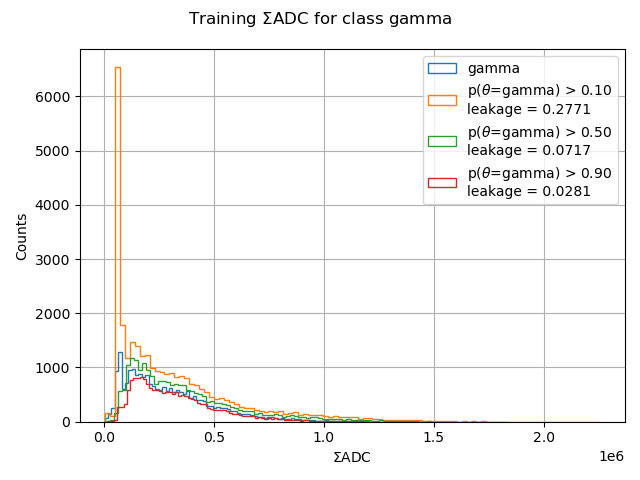 Training ΣADC for class gamma
gamma
p(θ=gamma) > 0.10
leakage = 0.2771
p(θ=gamma) > 0.50
leakage = 0.0717
p(θ=gamma) > 0.90
leakage = 0.0281
Counts
6000
5000
4000
3000
2000
1000
0
0.0 0.5 1.0 1.5 2.0
1e6
ΣADC